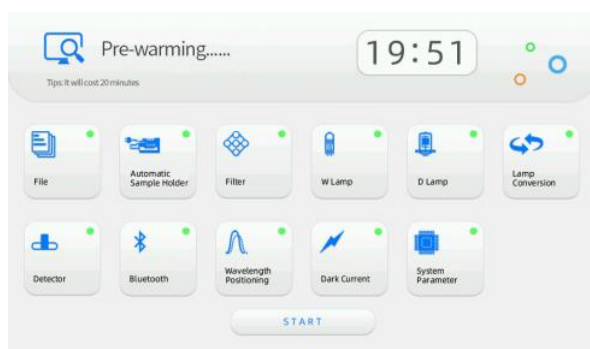 Pre-warming......
19:51
Tips: It will cost 20 minutes
File
Automatic
Sample Holder
Filter
W Lamp
D Lamp
Lamp
Conversion
Detector
Bluetooth
Wavelength
Positioning
Dark Current
System
Parameter
START